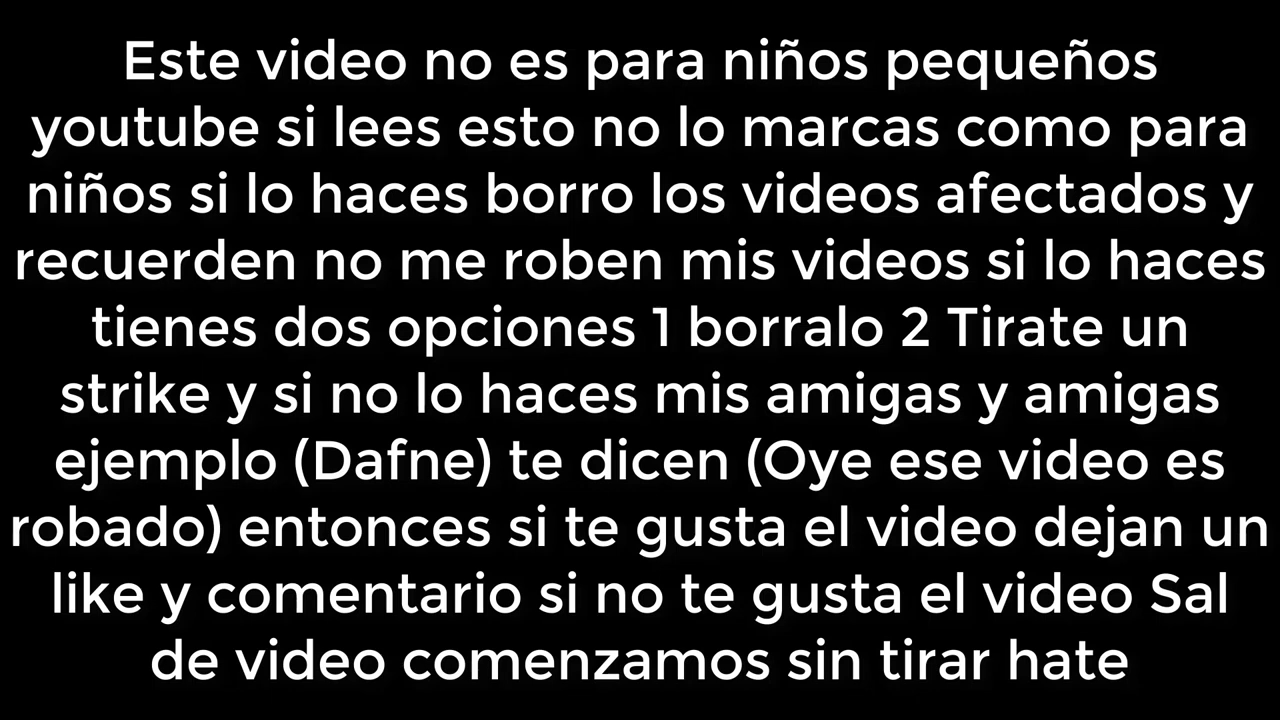 Este video no es para niños pequeños
youtube si lees esto no lo marcas como para
niños si lo haces borro los videos afectados y
recuerden no me roben mis videos si lo haces
tienes dos opciones 1 borralo 2 Tirate un
strike y si no lo haces mis amigas y amigas
ejemplo (Dafne) te dicen (Oye ese video es
robado) entonces si te gusta el video dejan un
like y comentario si no te gusta el video Sal
de video comenzamos sin tirar hate